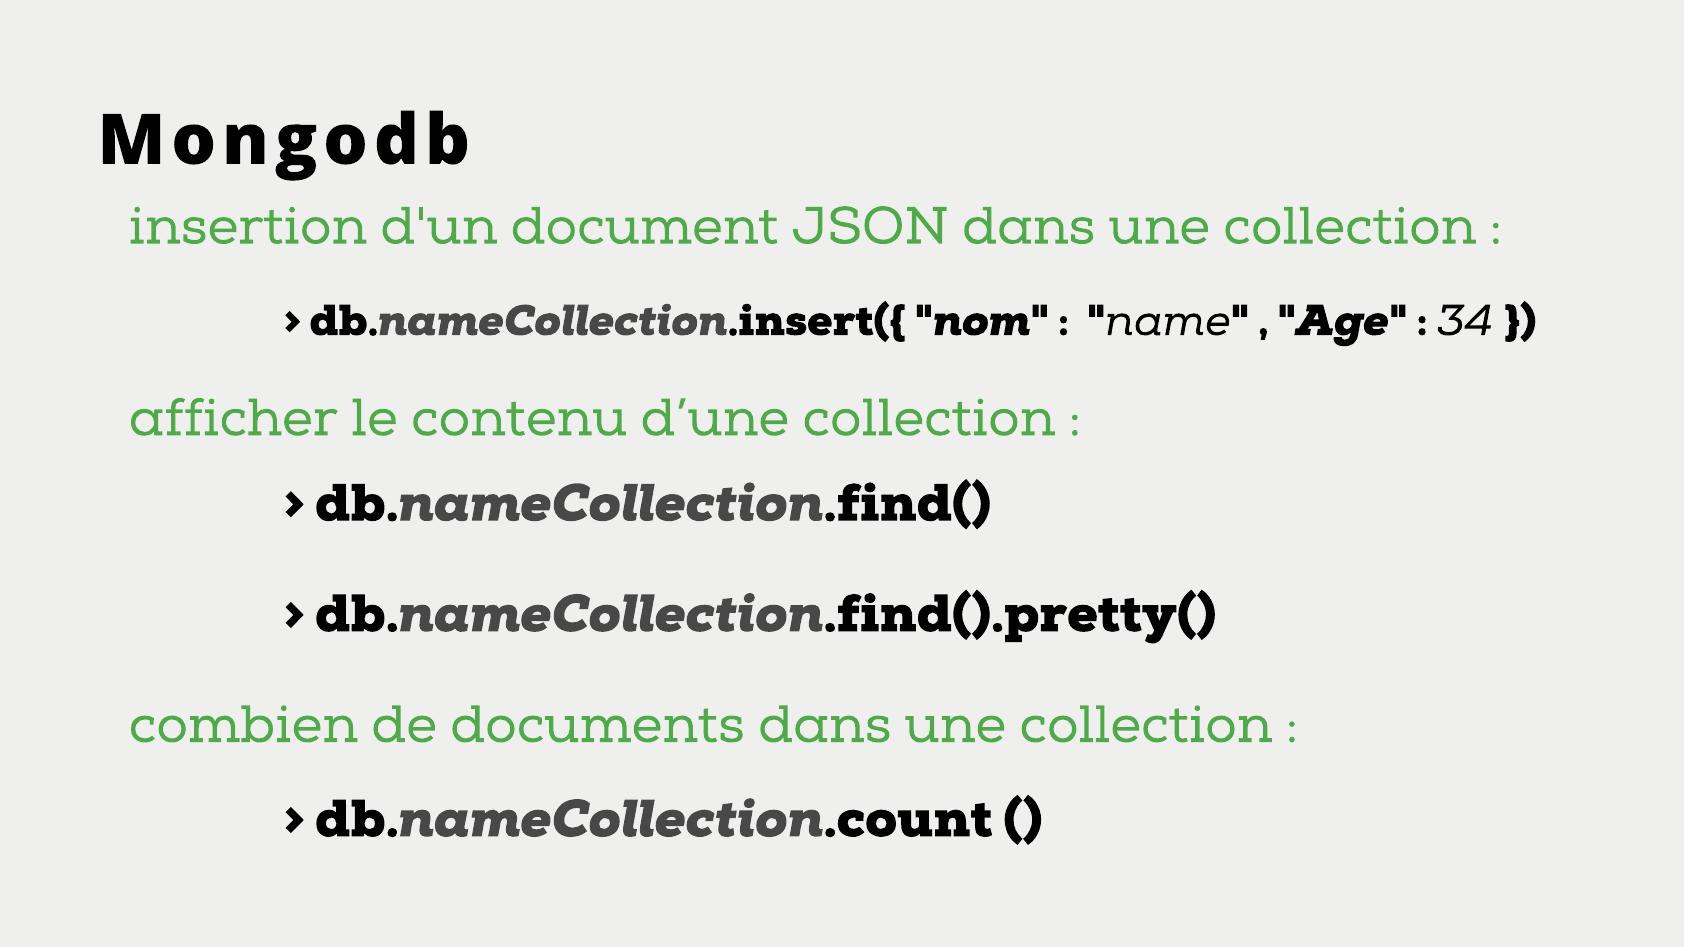 Mongodb
insertion d'un document JSON dans une collection :
> db.nameCollection.insert({ "nom" : "name" , "Age" : 34 })
afficher le contenu d’une collection :
> db.nameCollection.find()
> db.nameCollection.find().pretty()
combien de documents dans une collection :
> db.nameCollection.count ()